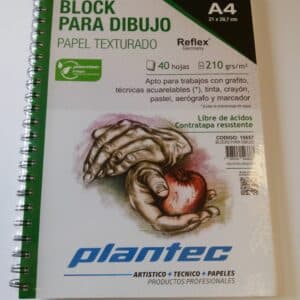 BLOCK
PARA DIBUJO
A4
21 x 29,7 cm
PAPEL TEXTURADO
Reflex
Germany
40 hojas
210 grs/m²
Apto para trabajos con grafito,
técnicas acuarelables (*), tinta, crayón,
pastel, aerógrafo y marcador
Libre de ácidos
Contratapa resistente
plantec
ARTISTICO + TECNICO + PAPELES
PRODUCTOS PROFESIONALES